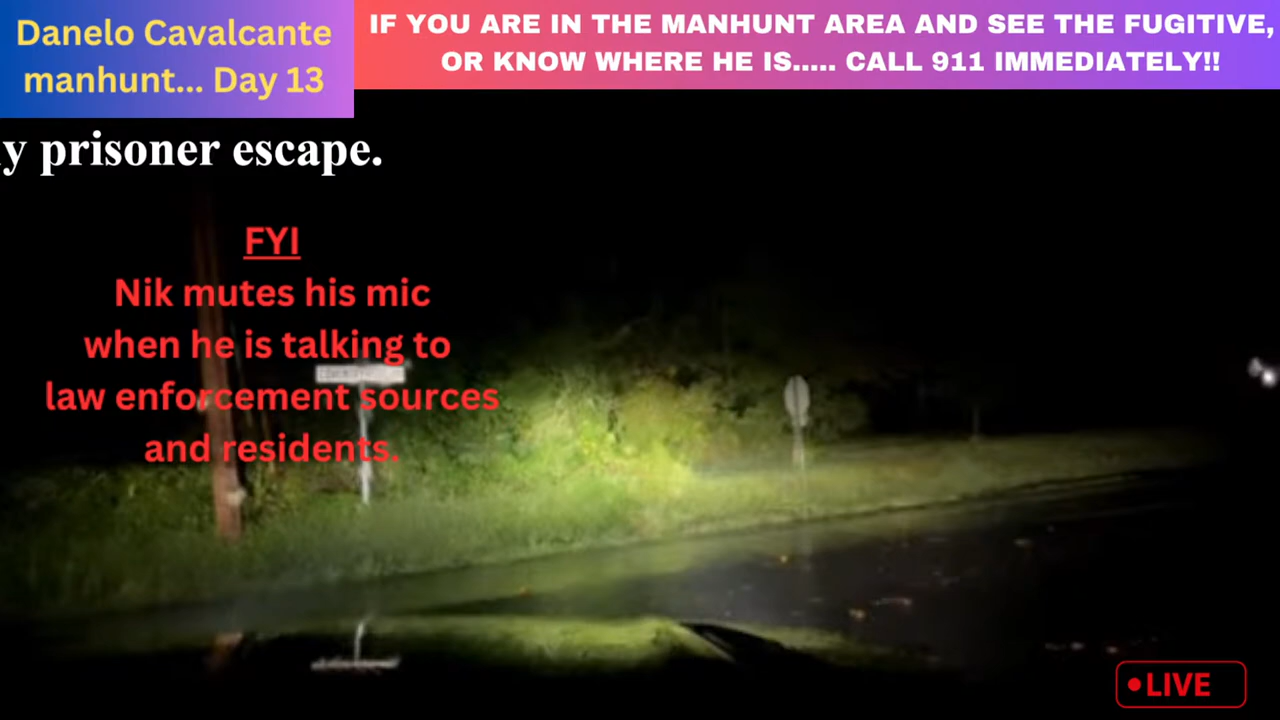 Danelo Cavalcante
manhunt... Day 13
IF YOU ARE IN THE MANHUNT AREA AND SEE THE FUGITIVE,
OR KNOW WHERE HE IS..... CALL 911 IMMEDIATELY!!
y prisoner escape.
FYI
Nik mutes his mic
when he is talking to
law enforcement sources
and residents.
LIVE